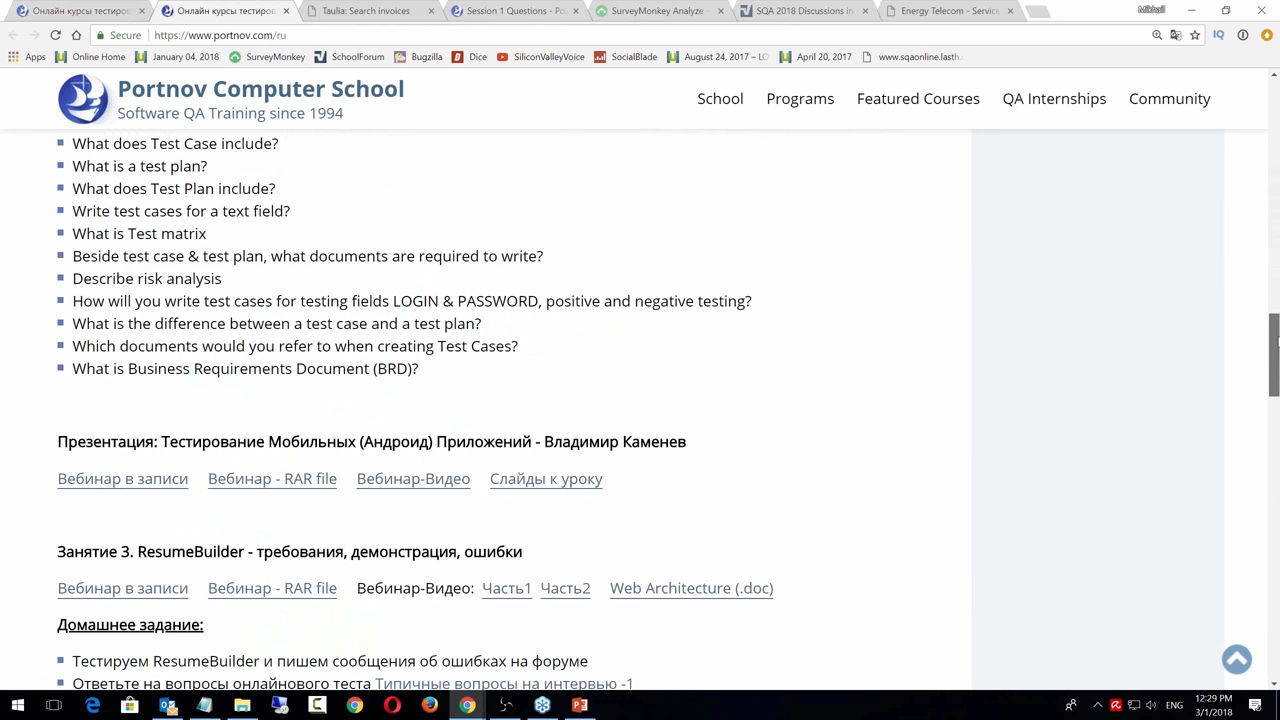 Онлайн курсы тестиров
Онлайн курсы тестиров
Taulia: Search invoices
Session 1 Questions - Po
SurveyMonkey Analyze -
SQA 2018 Discussions in
Energy Telecom - Service
Mikhail
Secure
https://www.portnov.com/ru
Apps
Online Home
January 04, 2018
SurveyMonkey
SchoolForum
Bugzilla
Dice
SiliconValleyVoice
SocialBlade
August 24, 2017 – LO
April 20, 2017
www.sqaonline.lasth
Portnov Computer School
Software QA Training since 1994
School
Programs
Featured Courses
QA Internships
Community
What does Test Case include?
What is a test plan?
What does Test Plan include?
Write test cases for a text field?
What is Test matrix
Beside test case & test plan, what documents are required to write?
Describe risk analysis
How will you write test cases for testing fields LOGIN & PASSWORD, positive and negative testing?
What is the difference between a test case and a test plan?
Which documents would you refer to when creating Test Cases?
What is Business Requirements Document (BRD)?
Презентация: Тестирование Мобильных (Андроид) Приложений - Владимир Каменев
Вебинар в записи Вебинар - RAR file Вебинар-Видео Слайды к уроку
Занятие 3. ResumeBuilder - требования, демонстрация, ошибки
Вебинар в записи Вебинар - RAR file Вебинар-Видео: Часть1 Часть2 Web Architecture (.doc)
Домашнее задание:
Тестируем ResumeBuilder и пишем сообщения об ошибках на форуме
Ответьте на вопросы онлайнового теста Типичные вопросы на интервью -1
ENG
12:29 PM
3/1/2018